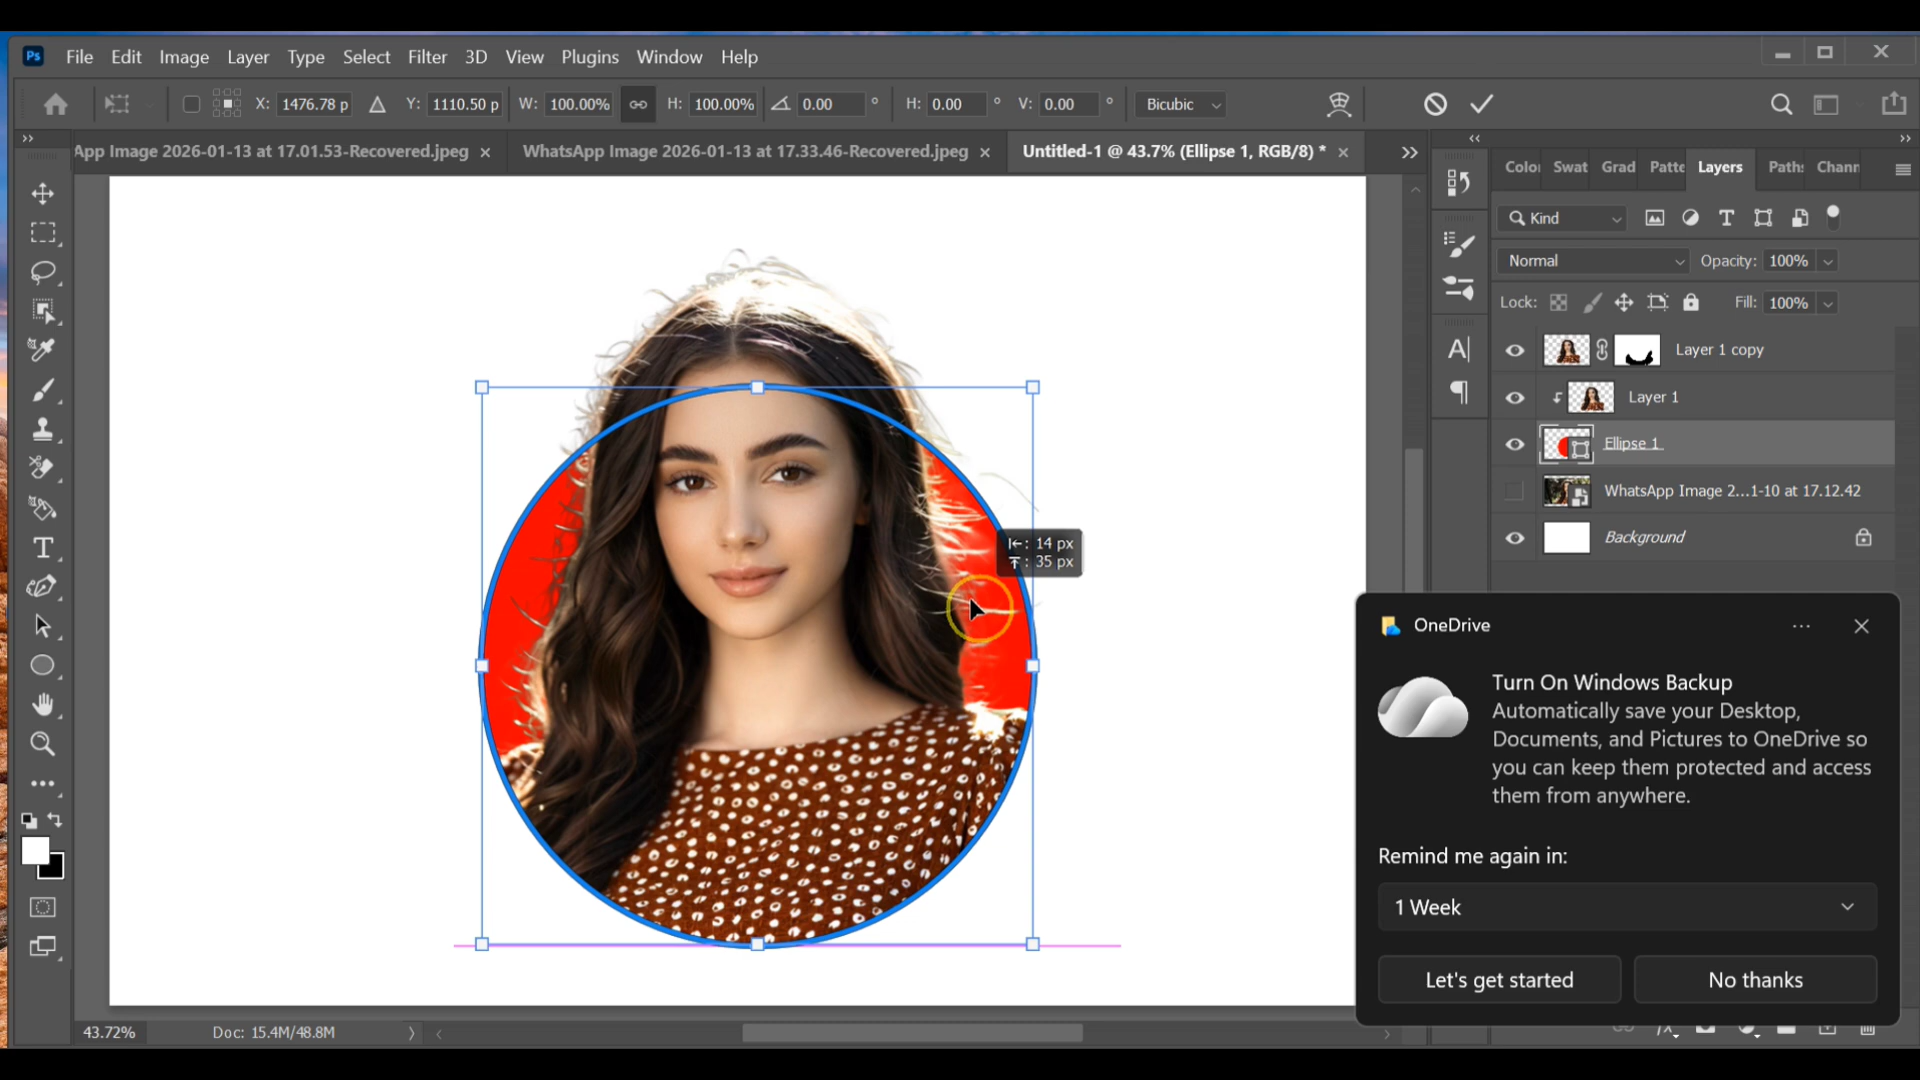 Ps File Edit Image Layer Type Select Filter 3D View Plugins Window Help
X: 1476.78 p Y: 1110.50 p W: 100.00% H: 100.00% 0.00 ° H: 0.00 ° V: 0.00 ° Bicubic
App Image 2026-01-13 at 17.01.53-Recovered.jpeg × WhatsApp Image 2026-01-13 at 17.33.46-Recovered.jpeg × Untitled-1 @ 43.7% (Ellipse 1, RGB/8) * ×
Color Swat Grad Patte Layers Paths Chann
Kind
Normal Opacity: 100%
Lock: Fill: 100%
Layer 1 copy
Layer 1
Ellipse 1
WhatsApp Image 2...1-10 at 17.12.42
Background
: 14 px
: 35 px
OneDrive
Turn On Windows Backup
Automatically save your Desktop,
Documents, and Pictures to OneDrive so
you can keep them protected and access
them from anywhere.
Remind me again in:
1 Week
Let's get started No thanks
43.72% Doc: 15.4M/48.8M